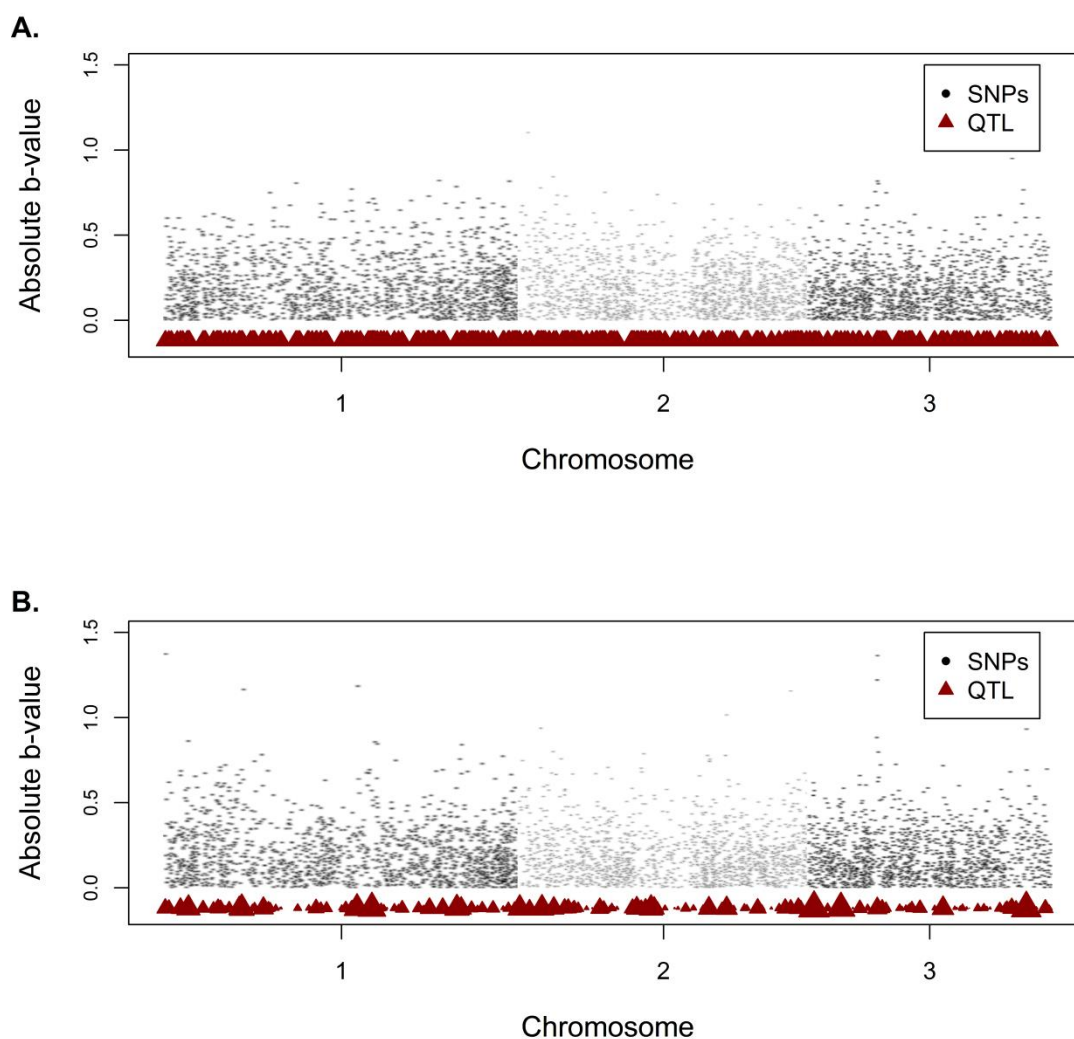 A.
Absolute b-value
1.5
1.0
0.5
0.0
SNPs
QTL
1
2
3
Chromosome
B.
Absolute b-value
1.5
1.0
0.5
0.0
SNPs
QTL
1
2
3
Chromosome